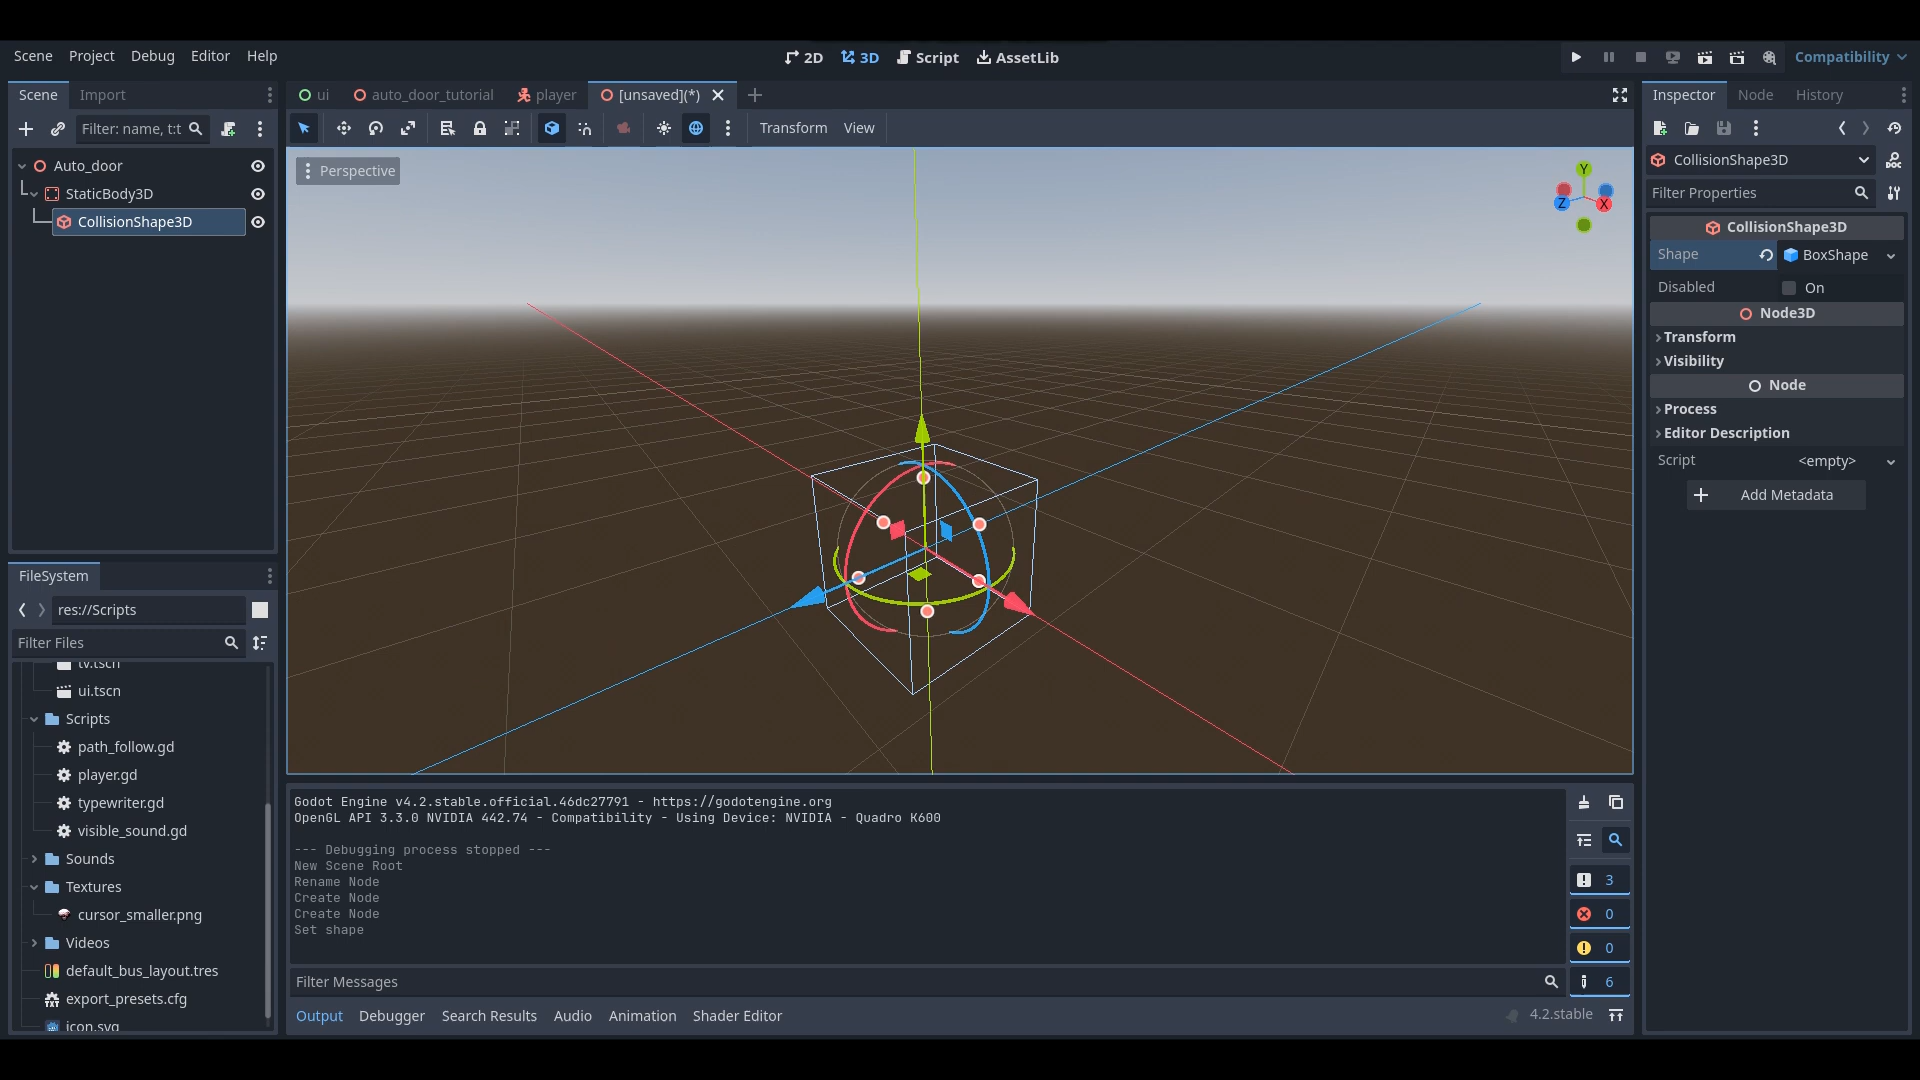 Scene Project Debug Editor Help
2D 3D Script AssetLib
Compatibility
Scene Import
Filter: name, t:t
Auto_door
StaticBody3D
CollisionShape3D
FileSystem
res://Scripts
Filter Files
tv.tscn
ui.tscn
Scripts
path_follow.gd
player.gd
typewriter.gd
visible_sound.gd
Sounds
Textures
cursor_smaller.png
Videos
default_bus_layout.tres
export_presets.cfg
icon.svg
ui auto_door_tutorial player [unsaved](*)
Transform View
Perspective
Y
Z X
Godot Engine v4.2.stable.official.46dc27791 - https://godotengine.org
OpenGL API 3.3.0 NVIDIA 442.74 - Compatibility - Using Device: NVIDIA - Quadro K600
--- Debugging process stopped ---
New Scene Root
Rename Node
Create Node
Create Node
Set shape
3
0
0
6
Filter Messages
Output Debugger Search Results Audio Animation Shader Editor
4.2.stable
Inspector Node History
CollisionShape3D
DOC
Filter Properties
CollisionShape3D
Shape BoxShape
Disabled On
Node3D
Transform
Visibility
Node
Process
Editor Description
Script <empty>
Add Metadata